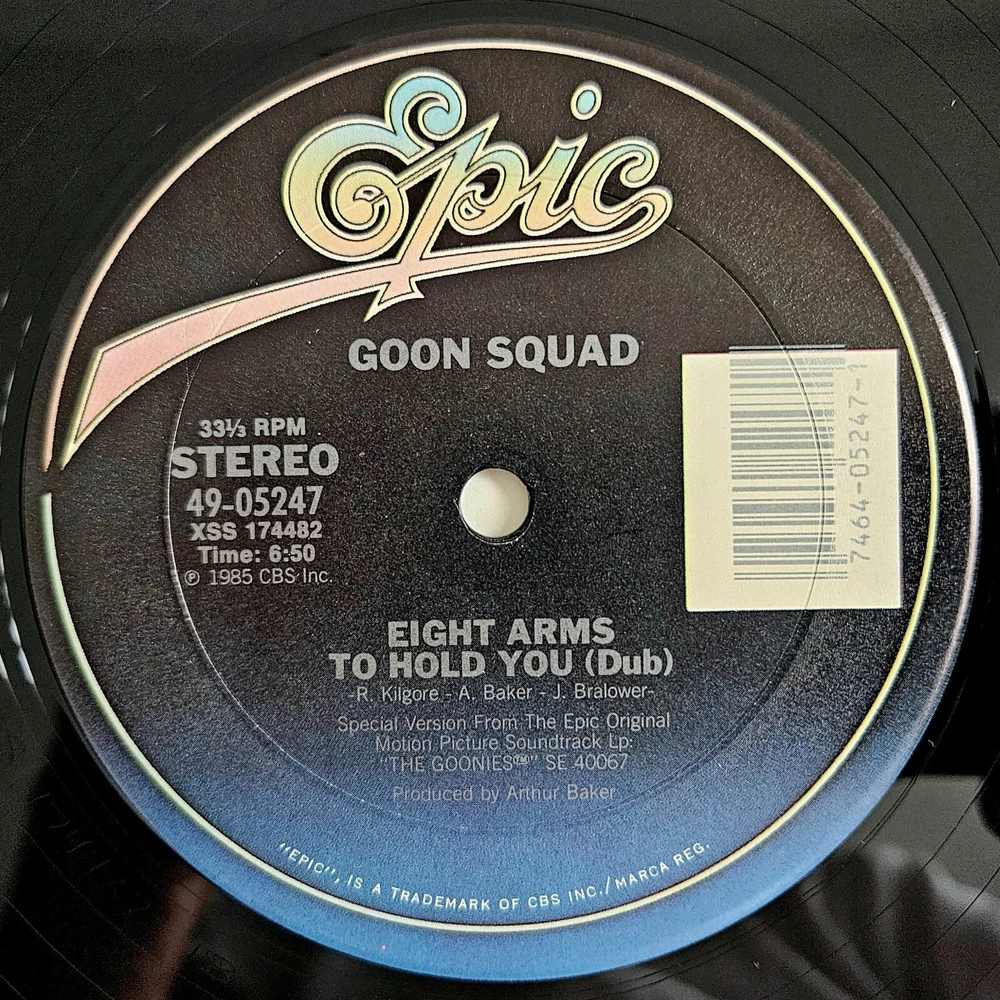 Epic
GOON SQUAD
33⅓ RPM
STEREO
49-05247
XSS 174482
Time: 6:50
℗ 1985 CBS Inc.
7464-05247-1
EIGHT ARMS
TO HOLD YOU (Dub)
-R. Kilgore - A. Baker - J. Bralower-
Special Version From The Epic Original
Motion Picture Soundtrack Lp:
"THE GOONIES™" SE 40067
Produced by Arthur Baker
"EPIC", IS A TRADEMARK OF CBS INC./MARCA REG.